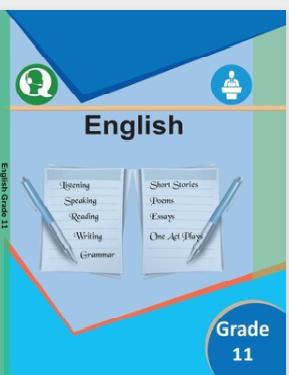 English
Listening
Speaking
Reading
Writing
Grammar
Short Stories
Poems
Essays
One Act Plays
English Grade 11
Grade
11